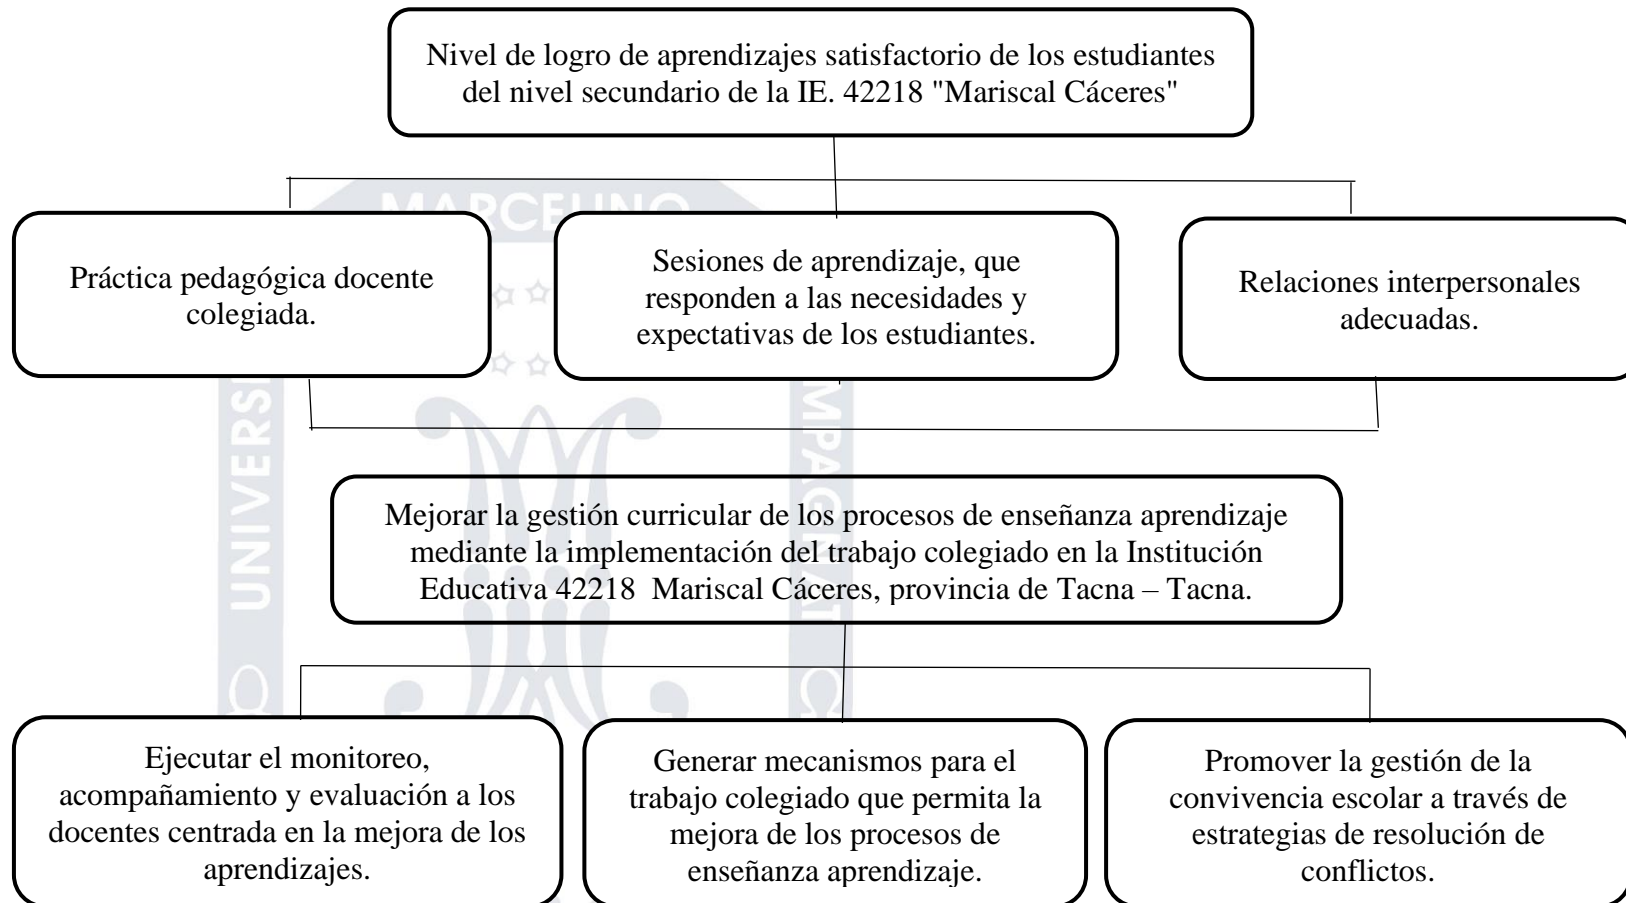 Nivel de logro de aprendizajes satisfactorio de los estudiantes
del nivel secundario de la IE. 42218 "Mariscal Cáceres"
MARCELINO
Práctica pedagógica docente
colegiada.
Sesiones de aprendizaje, que
responden a las necesidades y
expectativas de los estudiantes.
Relaciones interpersonales
adecuadas.
Mejorar la gestión curricular de los procesos de enseñanza aprendizaje
mediante la implementación del trabajo colegiado en la Institución
Educativa 42218 Mariscal Cáceres, provincia de Tacna – Tacna.
Ejecutar el monitoreo,
acompañamiento y evaluación a los
docentes centrada en la mejora de los
aprendizajes.
Generar mecanismos para el
trabajo colegiado que permita la
mejora de los procesos de
enseñanza aprendizaje.
Promover la gestión de la
convivencia escolar a través de
estrategias de resolución de
conflictos.